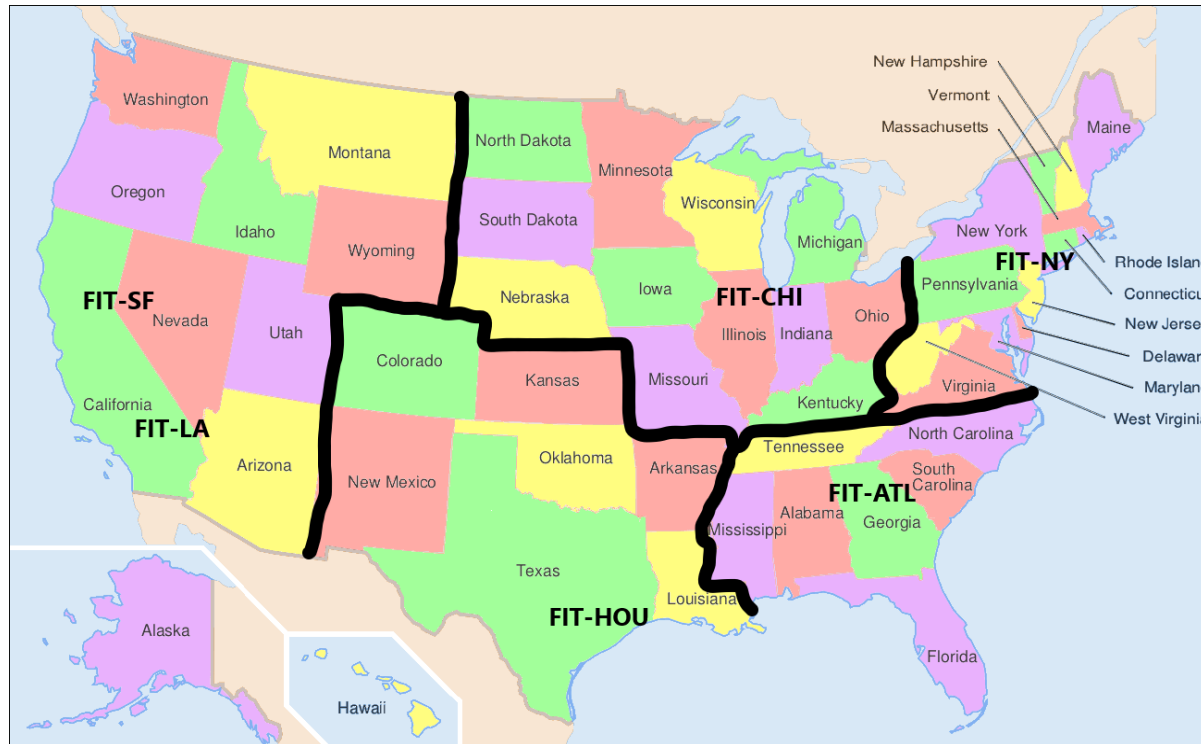 New Hampshire
Vermont
Massachusetts
Washington
Montana
North Dakota
Minnesota
Maine
Oregon
Idaho
Wyoming
South Dakota
Wisconsin
Michigan
New York
Rhode Islan
FIT-SF
Nevada
Utah
Nebraska
Iowa
FIT-CHI
Illinois
Indiana
Ohio
Pennsylvania
FIT-NY
Connecticu
New Jerse
Delawar
Marylan
West Virginia
California
FIT-LA
Arizona
Colorado
Kansas
Missouri
Kentucky
Virginia
New Mexico
Oklahoma
Arkansas
Tennessee
North Carolina
South
Carolina
Texas
FIT-HOU
Louisiana
Mississippi
Alabama
FIT-ATL
Georgia
Florida
Alaska
Hawaii